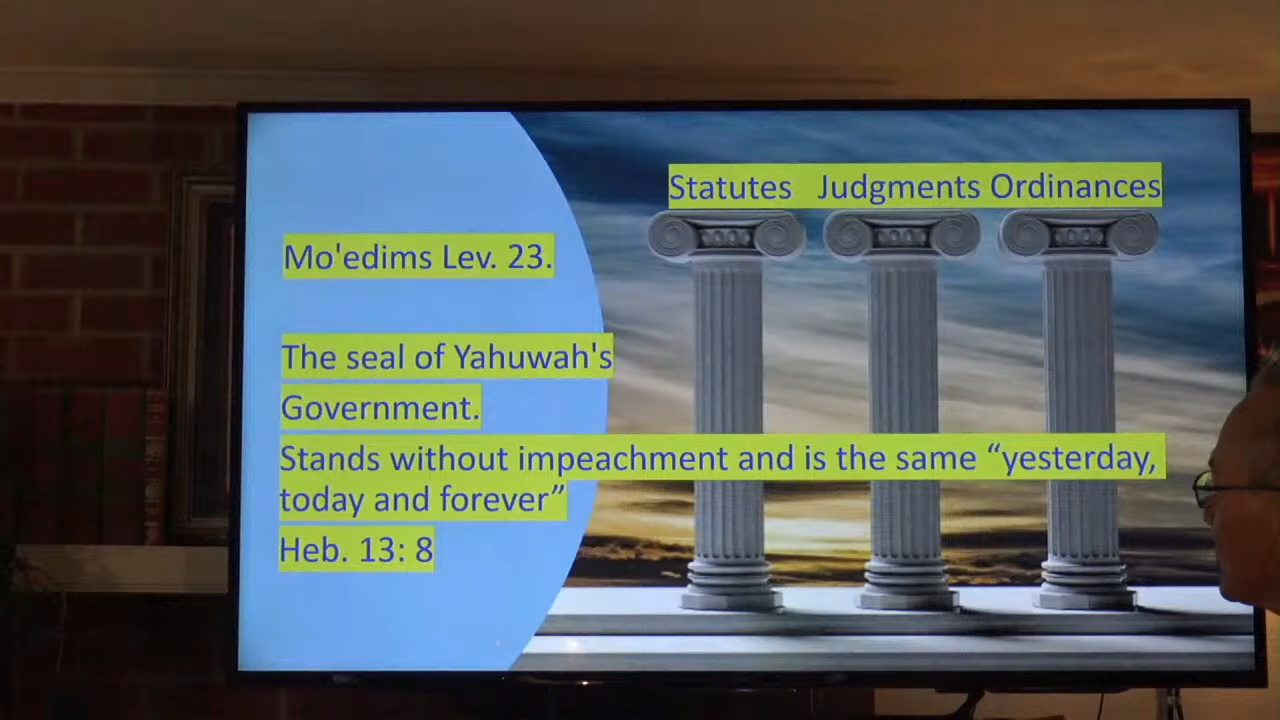 Statutes Judgments Ordinances
Mo'edims Lev. 23.
The seal of Yahuwah's
Government.
Stands without impeachment and is the same “yesterday,
today and forever”
Heb. 13: 8